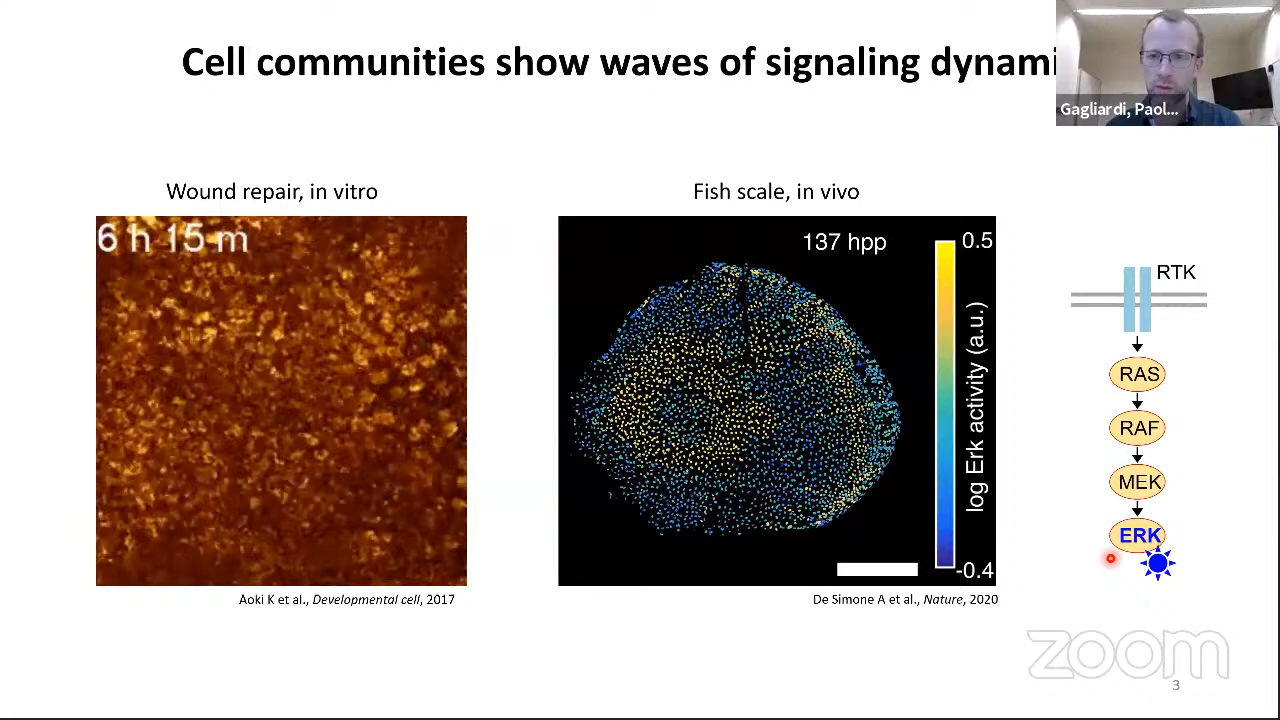 Cell communities show waves of signaling dynami
Gagliardi, Paol...
Wound repair, in vitro
Fish scale, in vivo
6 h 15 m
137 hpp
0.5
log Erk activity (a.u.)
-0.4
RTK
RAS
RAF
MEK
ERK
Aoki K et al., Developmental cell, 2017
De Simone A et al., Nature, 2020
zoom
3